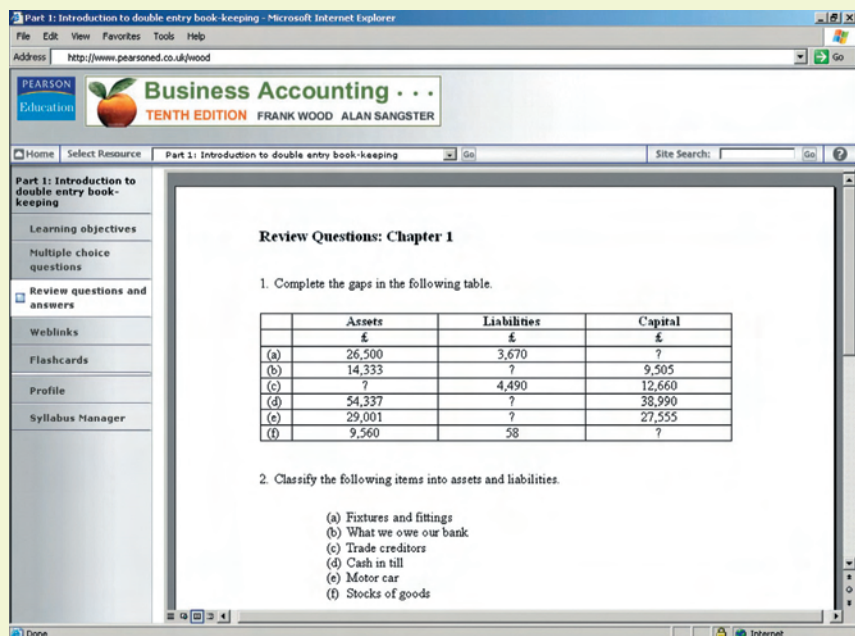 Part 1: Introduction to double entry book-keeping - Microsoft Internet Explorer
File Edit View Favorites Tools Help
Address http://www.pearsoned.co.uk/wood Go
PEARSON
Education
Business Accounting . . .
TENTH EDITION FRANK WOOD ALAN SANGSTER
Home Select Resource Part 1: Introduction to double entry book-keeping Go Site Search: Go ?
Part 1: Introduction to
double entry book-
keeping
Learning objectives
Multiple choice
questions
Review questions and
answers
Weblinks
Flashcards
Profile
Syllabus Manager
Review Questions: Chapter 1
1. Complete the gaps in the following table.
Assets Liabilities Capital
£ £ £
(a) 26,500 3,670 ?
(b) 14,333 ? 9,505
(c) ? 4,490 12,660
(d) 54,337 ? 38,990
(e) 29,001 ? 27,555
(f) 9,560 58 ?
2. Classify the following items into assets and liabilities.
(a) Fixtures and fittings
(b) What we owe our bank
(c) Trade creditors
(d) Cash in till
(e) Motor car
(f) Stocks of goods
Done Internet